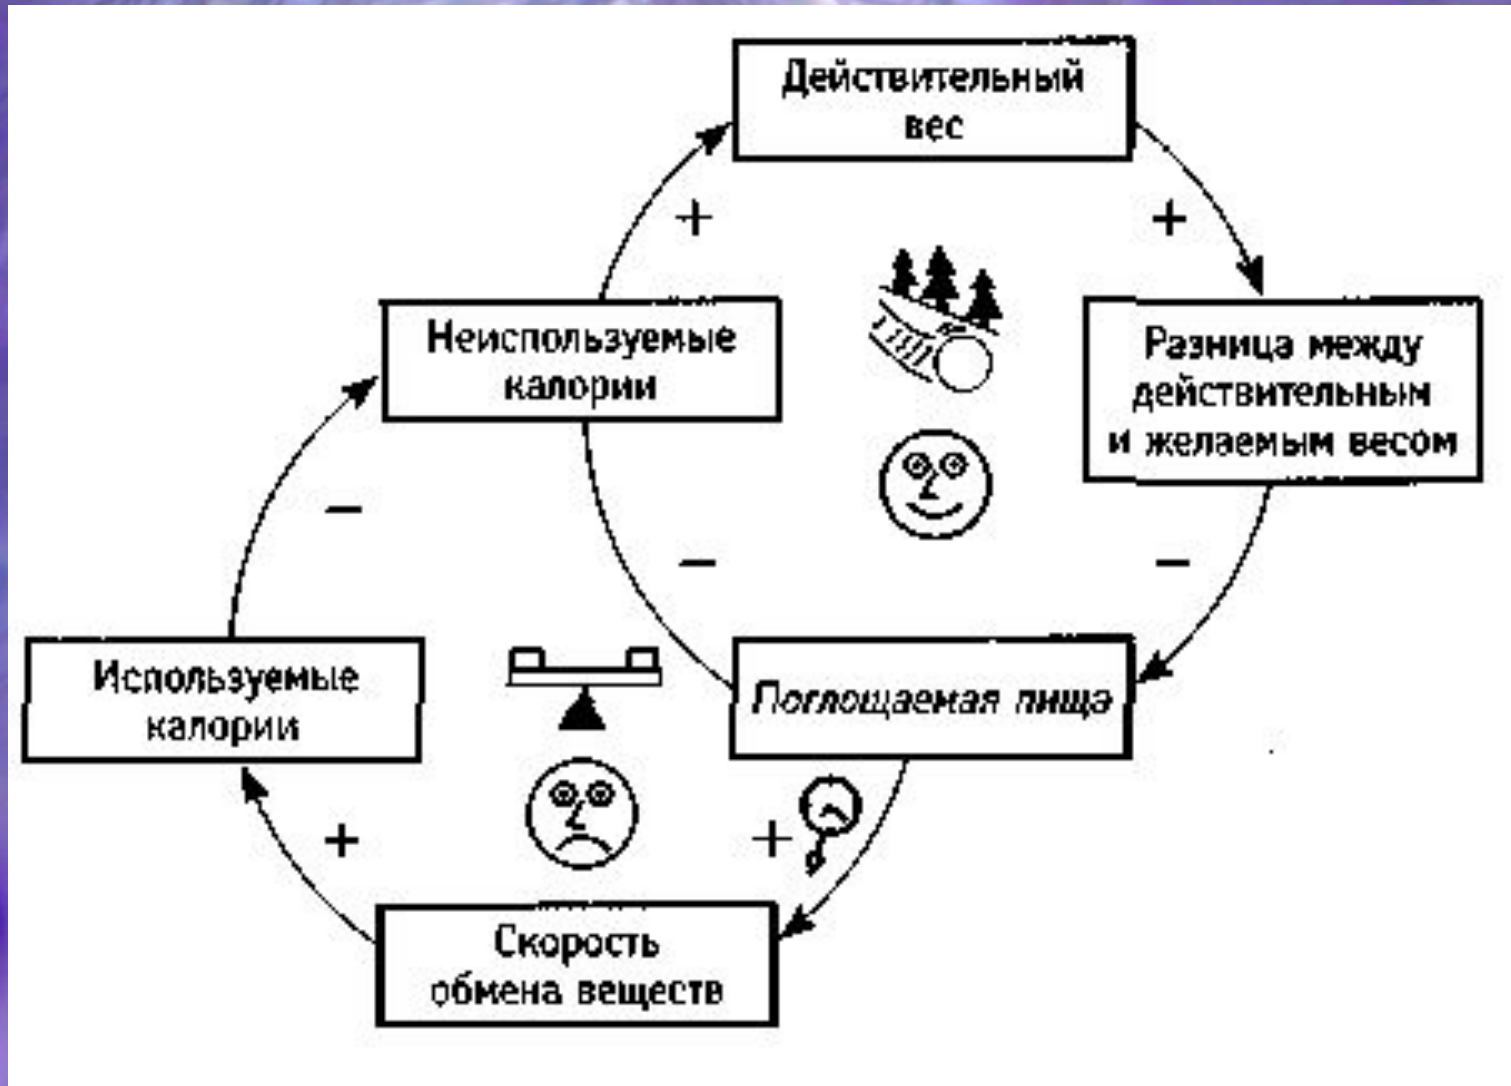 Действительный
вес
+
+
Неиспользуемые
калории
Разница между
действительным
и желаемым весом
−
−
−
Используемые
калории
Поглощаемая пища
+
+
Скорость
обмена веществ